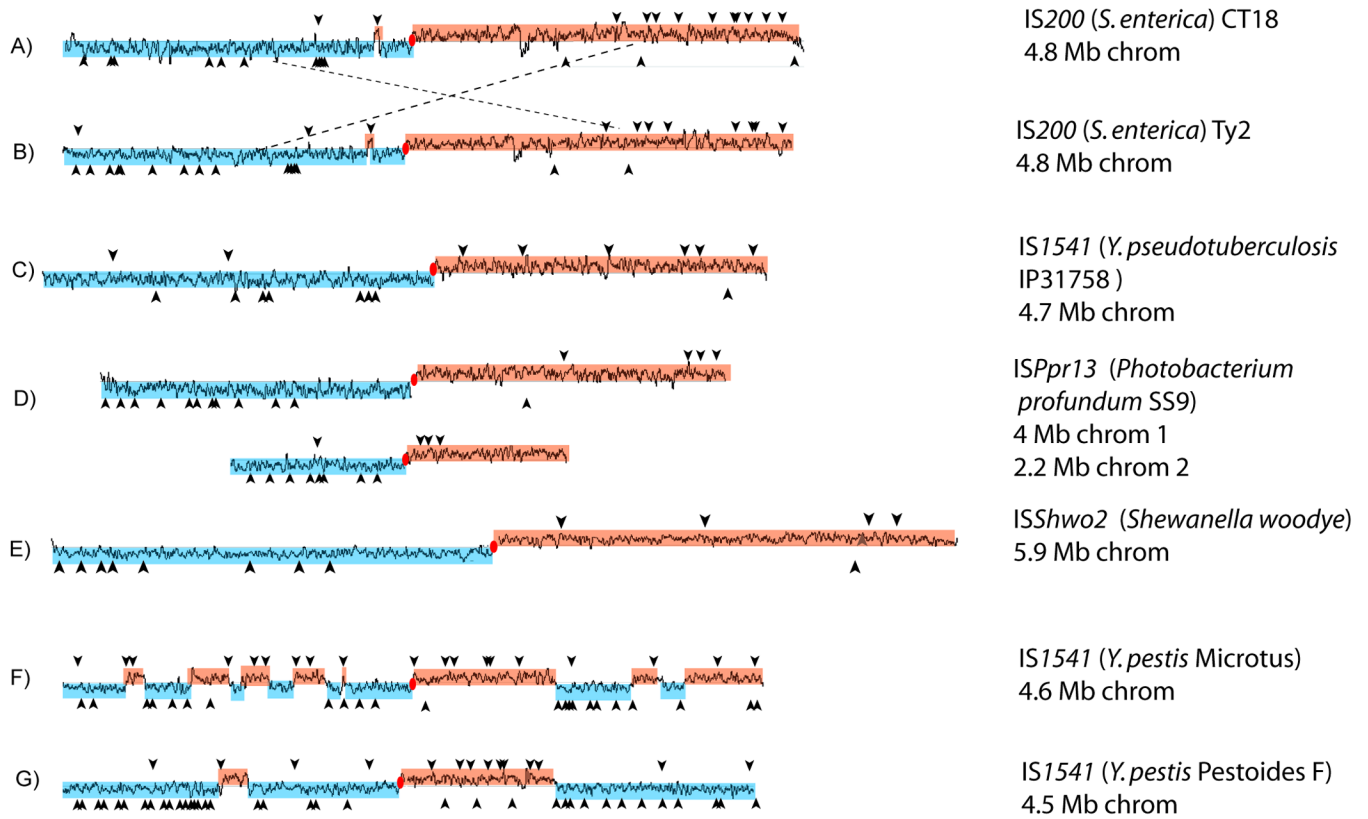 A)
IS200 (S. enterica) CT18
4.8 Mb chrom
B)
IS200 (S. enterica) Ty2
4.8 Mb chrom
C)
IS1541 (Y. pseudotuberculosis
IP31758 )
4.7 Mb chrom
D)
ISPpr13 (Photobacterium
profundum SS9)
4 Mb chrom 1
2.2 Mb chrom 2
E)
ISShwo2 (Shewanella woodye)
5.9 Mb chrom
F)
IS1541 (Y. pestis Microtus)
4.6 Mb chrom
G)
IS1541 (Y. pestis Pestoides F)
4.5 Mb chrom